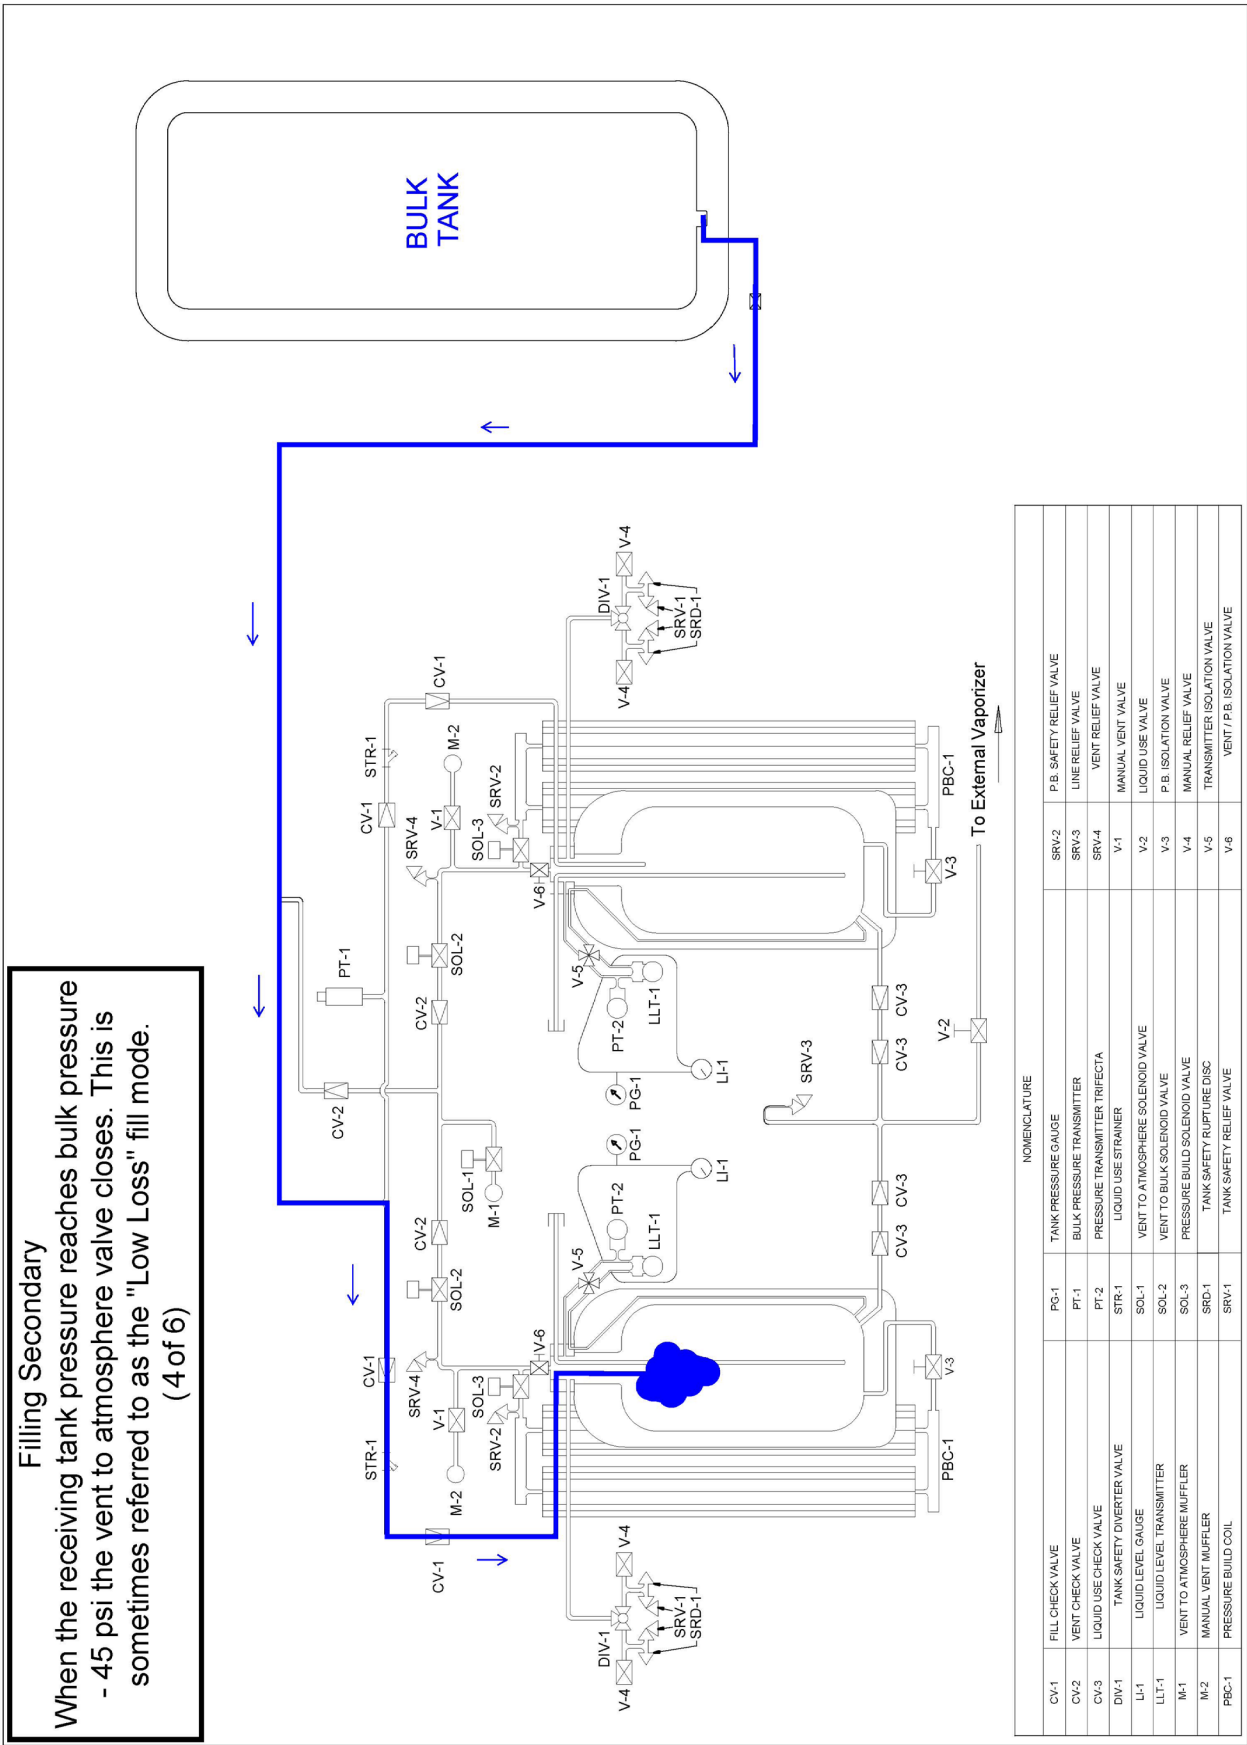 Filling Secondary
When the receiving tank pressure reaches bulk pressure
- 45 psi the vent to atmosphere valve closes. This is
sometimes referred to as the "Low Loss" fill mode.
(4 of 6)
BULK
TANK
PT-1
CV-2
STR-1
CV-1
CV-1
STR-1
CV-1
CV-1
SRV-4
V-1
M-2
SOL-3
SRV-2
SOL-2
CV-2
SOL-1
M-1
CV-2
SOL-2
SRV-4
V-1
M-2
SOL-3
SRV-2
V-6
V-6
DIV-1
V-4
V-4
SRV-1
SRD-1
DIV-1
V-4
V-4
SRV-1
SRD-1
V-5
PT-2
LLT-1
PG-1
LI-1
V-5
PT-2
LLT-1
PG-1
LI-1
SRV-3
CV-3
CV-3
CV-3
CV-3
V-3
V-3
PBC-1
PBC-1
V-2
To External Vaporizer
NOMENCLATURE
CV-1 FILL CHECK VALVE PG-1 TANK PRESSURE GAUGE SRV-2 P.B. SAFETY RELIEF VALVE
CV-2 VENT CHECK VALVE PT-1 BULK PRESSURE TRANSMITTER SRV-3 LINE RELIEF VALVE
CV-3 LIQUID USE CHECK VALVE PT-2 PRESSURE TRANSMITTER TRIFECTA SRV-4 VENT RELIEF VALVE
DIV-1 TANK SAFETY DIVERTER VALVE STR-1 LIQUID USE STRAINER V-1 MANUAL VENT VALVE
LI-1 LIQUID LEVEL GAUGE SOL-1 VENT TO ATMOSPHERE SOLENOID VALVE V-2 LIQUID USE VALVE
LLT-1 LIQUID LEVEL TRANSMITTER SOL-2 VENT TO BULK SOLENOID VALVE V-3 P.B. ISOLATION VALVE
M-1 VENT TO ATMOSPHERE MUFFLER SOL-3 PRESSURE BUILD SOLENOID VALVE V-4 MANUAL RELIEF VALVE
M-2 MANUAL VENT MUFFLER SRD-1 TANK SAFETY RUPTURE DISC V-5 TRANSMITTER ISOLATION VALVE
PBC-1 PRESSURE BUILD COIL SRV-1 TANK SAFETY RELIEF VALVE V-6 VENT / P.B. ISOLATION VALVE